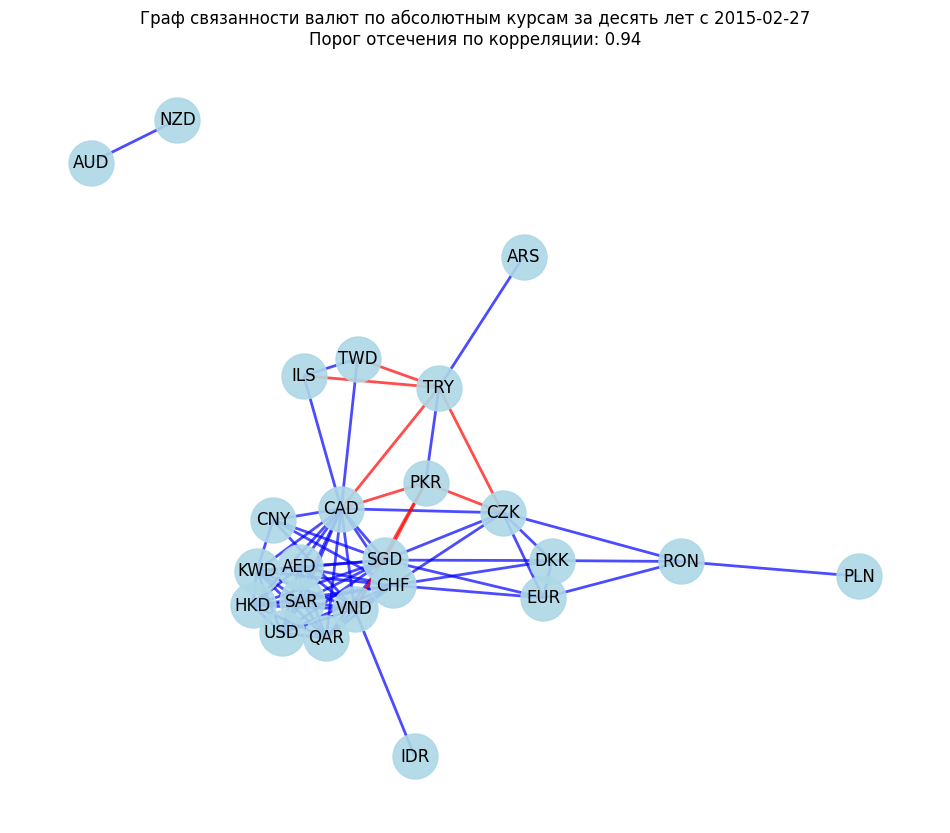 Граф связанности валют по абсолютным курсам за десять лет с 2015-02-27
Порог отсечения по корреляции: 0.94
NZD
AUD
ARS
TWD
ILS
TRY
PKR
CAD
CZK
CNY
SGD
DKK
RON
AED
KWD
PLN
CHF
EUR
SAR
HKD
VND
USD
QAR
IDR